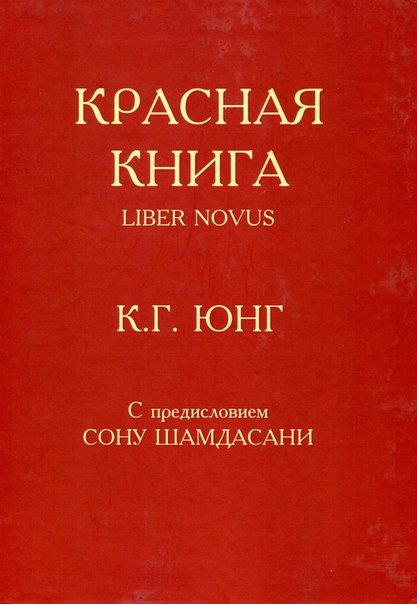 КРАСНАЯ
КНИГА
LIBER NOVUS
К.Г. ЮНГ
С предисловием
СОНУ ШАМДАСАНИ